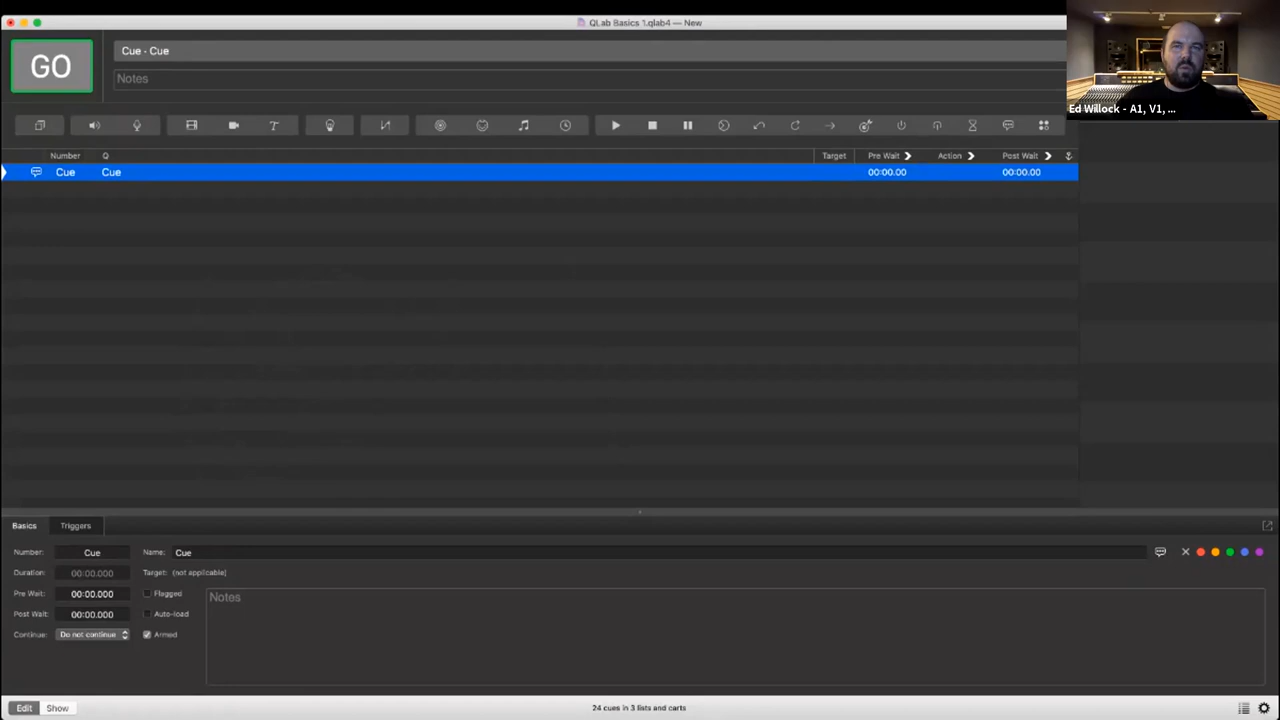 QLab Basics 1.qlab4 — New
GO
Cue - Cue
Notes
Ed Willock - A1, V1, ...
Number Q Target Pre Wait Action Post Wait
Cue Cue 00:00.00 00:00.00
Basics Triggers
Number: Cue Name: Cue
Duration: 00:00.000 Target: (not applicable)
Pre Wait: 00:00.000 Flagged Notes
Post Wait: 00:00.000 Auto-load
Continue: Do not continue Armed
Edit Show 24 cues in 3 lists and carts